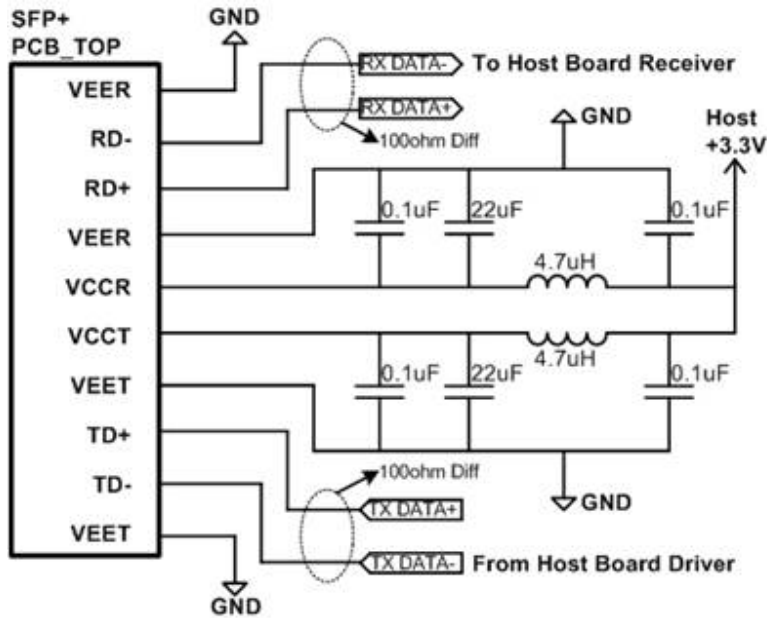 SFP+
PCB_TOP
GND
VEER
RD-
RD+
VEER
VCCR
VCCT
VEET
TD+
TD-
VEET
GND
RX DATA-
To Host Board Receiver
RX DATA+
100ohm Diff
GND
Host
+3.3V
0.1uF
22uF
0.1uF
4.7uH
4.7uH
0.1uF
22uF
0.1uF
100ohm Diff
GND
TX DATA+
TX DATA-
From Host Board Driver